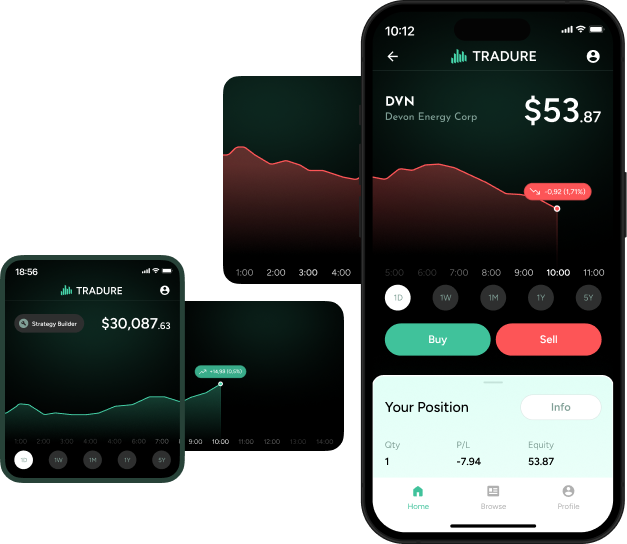 10:12
TRADURE
DVN
Devon Energy Corp
$53.87
-0,92 (1,71%)
1:00 2:00 3:00 4:00 5:00 6:00 7:00 8:00 9:00 10:00 11:00
1D 1W 1M 1Y 5Y
Buy Sell
Your Position Info
Qty P/L Equity
1 -7.94 53.87
Home Browse Profile
18:56
TRADURE
Strategy Builder $30,087.63
+14,98 (0,5%)
1:00 2:00 3:00 4:00 5:00 6:00 7:00 9:00 10:00 11:00 12:00 13:00 14:00
1D 1W 1M 1Y 5Y